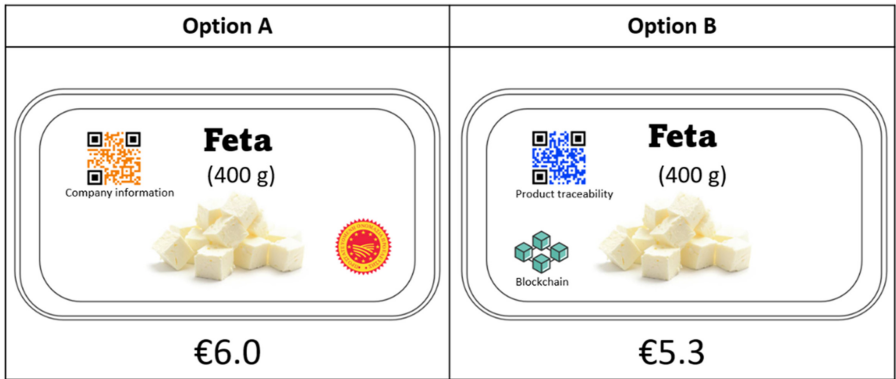 Option A
Option B
Feta
(400 g)
Company information
€6.0
Feta
(400 g)
Product traceability
Blockchain
€5.3